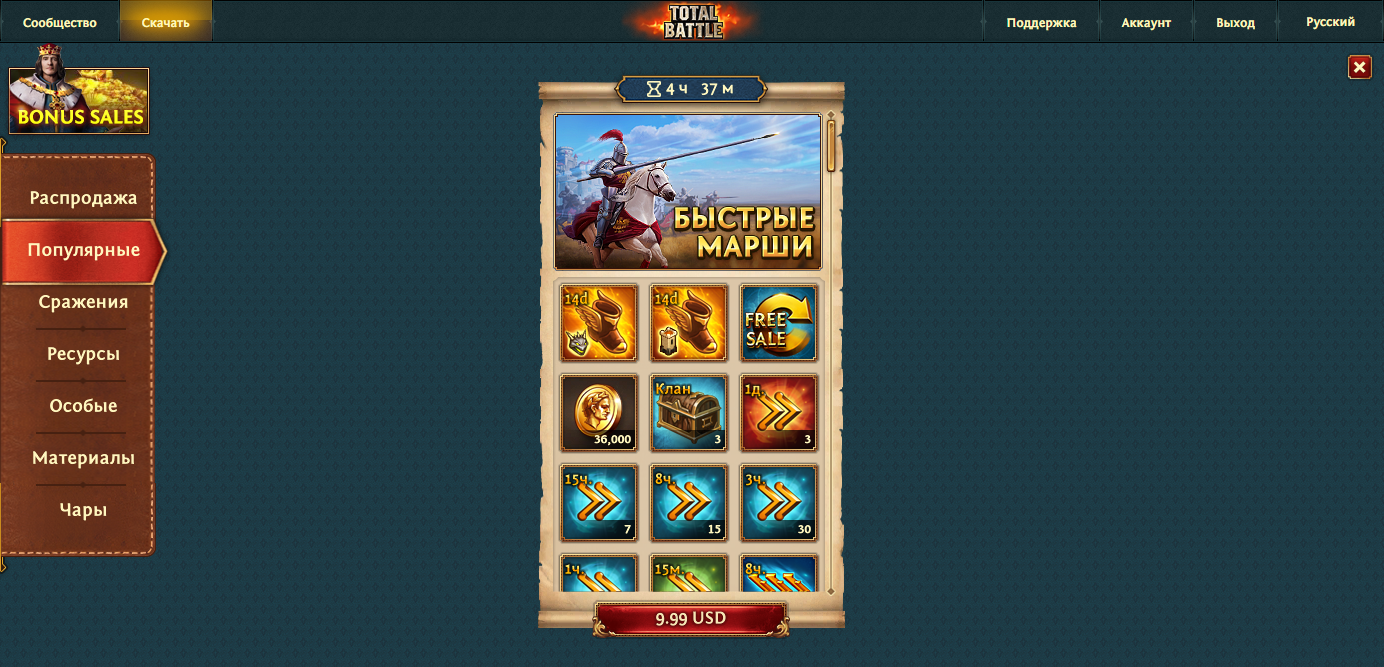 Сообщество
Скачать
TOTAL
BATTLE
Поддержка
Аккаунт
Выход
Русский
BONUS SALES
4 ч 37 м
Распродажа
Популярные
Сражения
Ресурсы
Особые
Материалы
Чары
БЫСТРЫЕ
МАРШИ
14d
14d
FREE
SALE
36,000
Клан
3
1д.
3
15ч.
7
8ч.
15
3ч.
30
1ч.
15м.
8ч.
9.99 USD